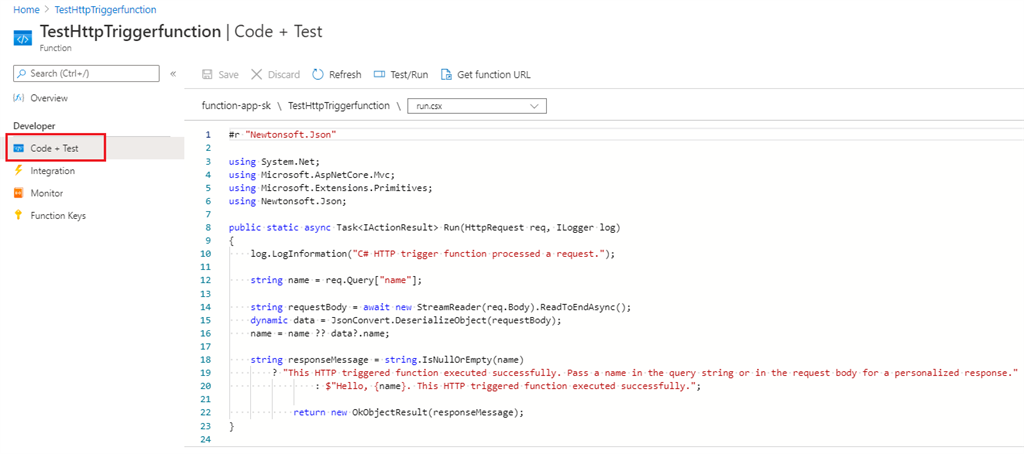 Home > TestHttpTriggerfunction
TestHttpTriggerfunction | Code + Test
Function
Search (Ctrl+/)
«
Overview
Developer
Code + Test
Integration
Monitor
Function Keys
Save Discard Refresh Test/Run Get function URL
function-app-sk \ TestHttpTriggerfunction \ run.csx
1 #r "Newtonsoft.Json"
2
3 using System.Net;
4 using Microsoft.AspNetCore.Mvc;
5 using Microsoft.Extensions.Primitives;
6 using Newtonsoft.Json;
7
8 public static async Task<IActionResult> Run(HttpRequest req, ILogger log)
9 {
10 log.LogInformation("C# HTTP trigger function processed a request.");
11
12 string name = req.Query["name"];
13
14 string requestBody = await new StreamReader(req.Body).ReadToEndAsync();
15 dynamic data = JsonConvert.DeserializeObject(requestBody);
16 name = name ?? data?.name;
17
18 string responseMessage = string.IsNullOrEmpty(name)
19 ? "This HTTP triggered function executed successfully. Pass a name in the query string or in the request body for a personalized response."
20 : $"Hello, {name}. This HTTP triggered function executed successfully.";
21
22 return new OkObjectResult(responseMessage);
23 }
24